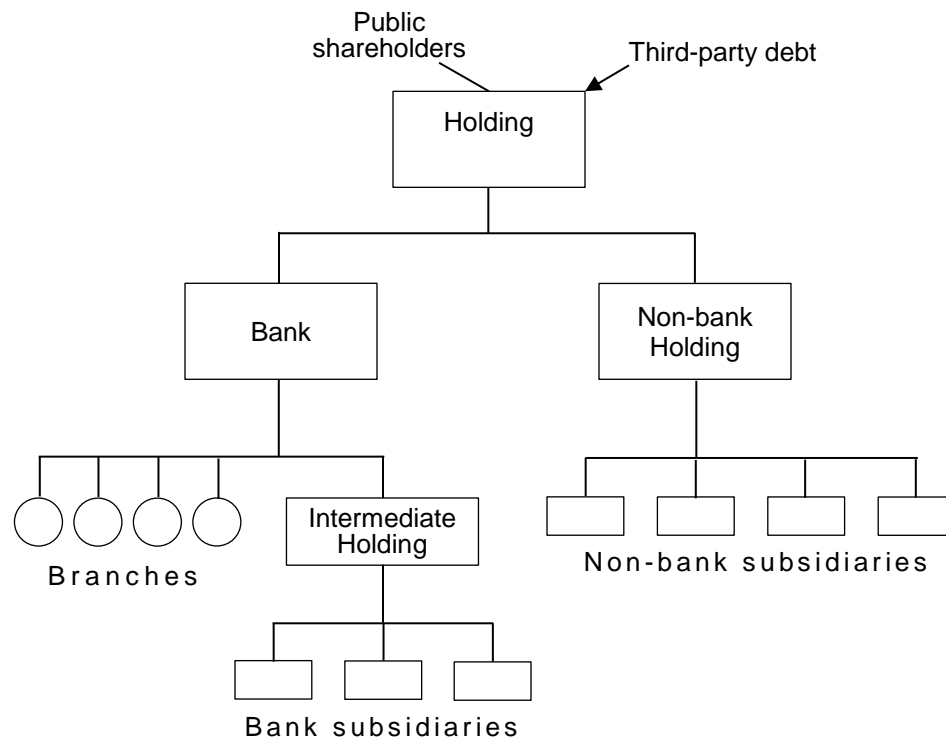 Public
shareholders
Third-party debt
Holding
Bank
Non-bank
Holding
Intermediate
Holding
Branches
Non-bank subsidiaries
Bank subsidiaries